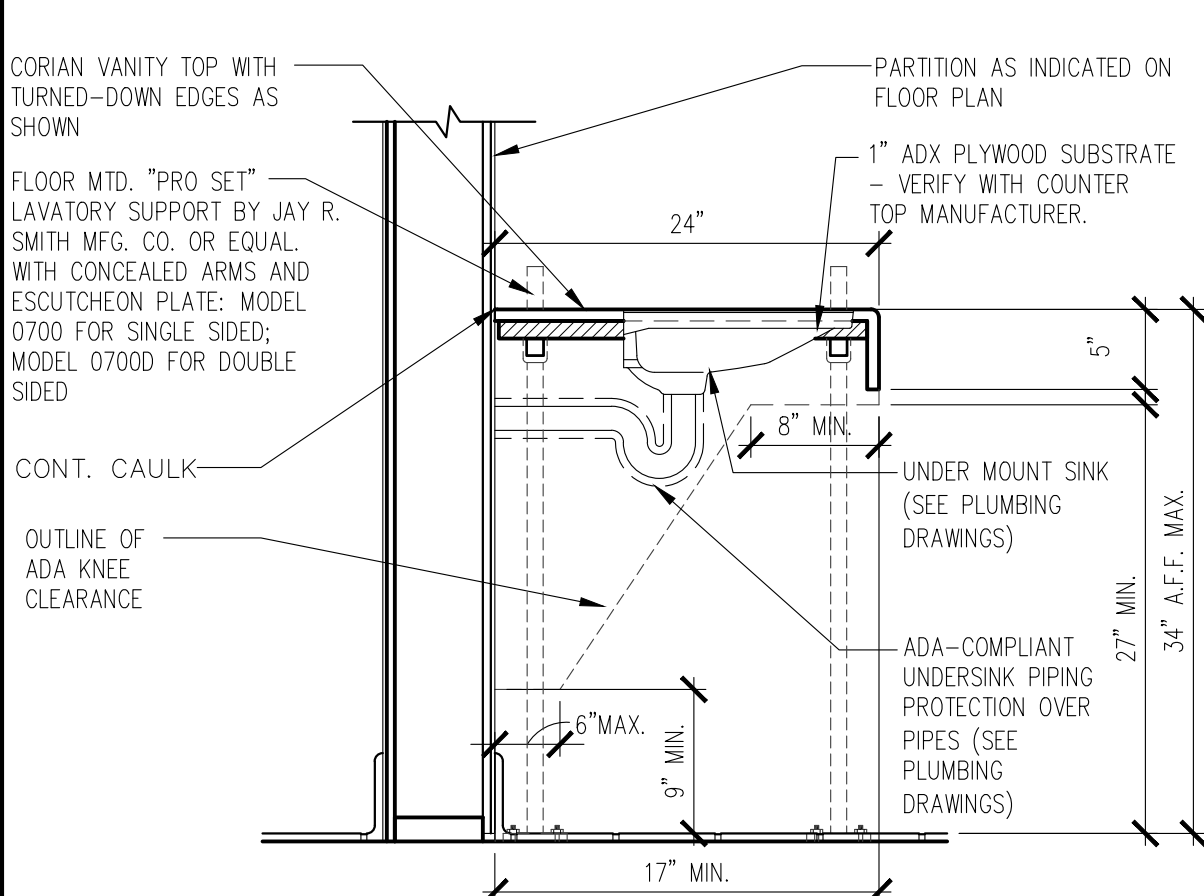 CORIAN VANITY TOP WITH
TURNED-DOWN EDGES AS
SHOWN
FLOOR MTD. "PRO SET"
LAVATORY SUPPORT BY JAY R.
SMITH MFG. CO. OR EQUAL.
WITH CONCEALED ARMS AND
ESCUTCHEON PLATE: MODEL
0700 FOR SINGLE SIDED;
MODEL 0700D FOR DOUBLE
SIDED
CONT. CAULK
OUTLINE OF
ADA KNEE
CLEARANCE
PARTITION AS INDICATED ON
FLOOR PLAN
1" ADX PLYWOOD SUBSTRATE
- VERIFY WITH COUNTER
TOP MANUFACTURER.
24"
5"
8" MIN.
UNDER MOUNT SINK
(SEE PLUMBING
DRAWINGS)
27" MIN.
34" A.F.F. MAX.
ADA-COMPLIANT
UNDERSINK PIPING
PROTECTION OVER
PIPES (SEE
PLUMBING
DRAWINGS)
6"MAX.
9" MIN.
17" MIN.